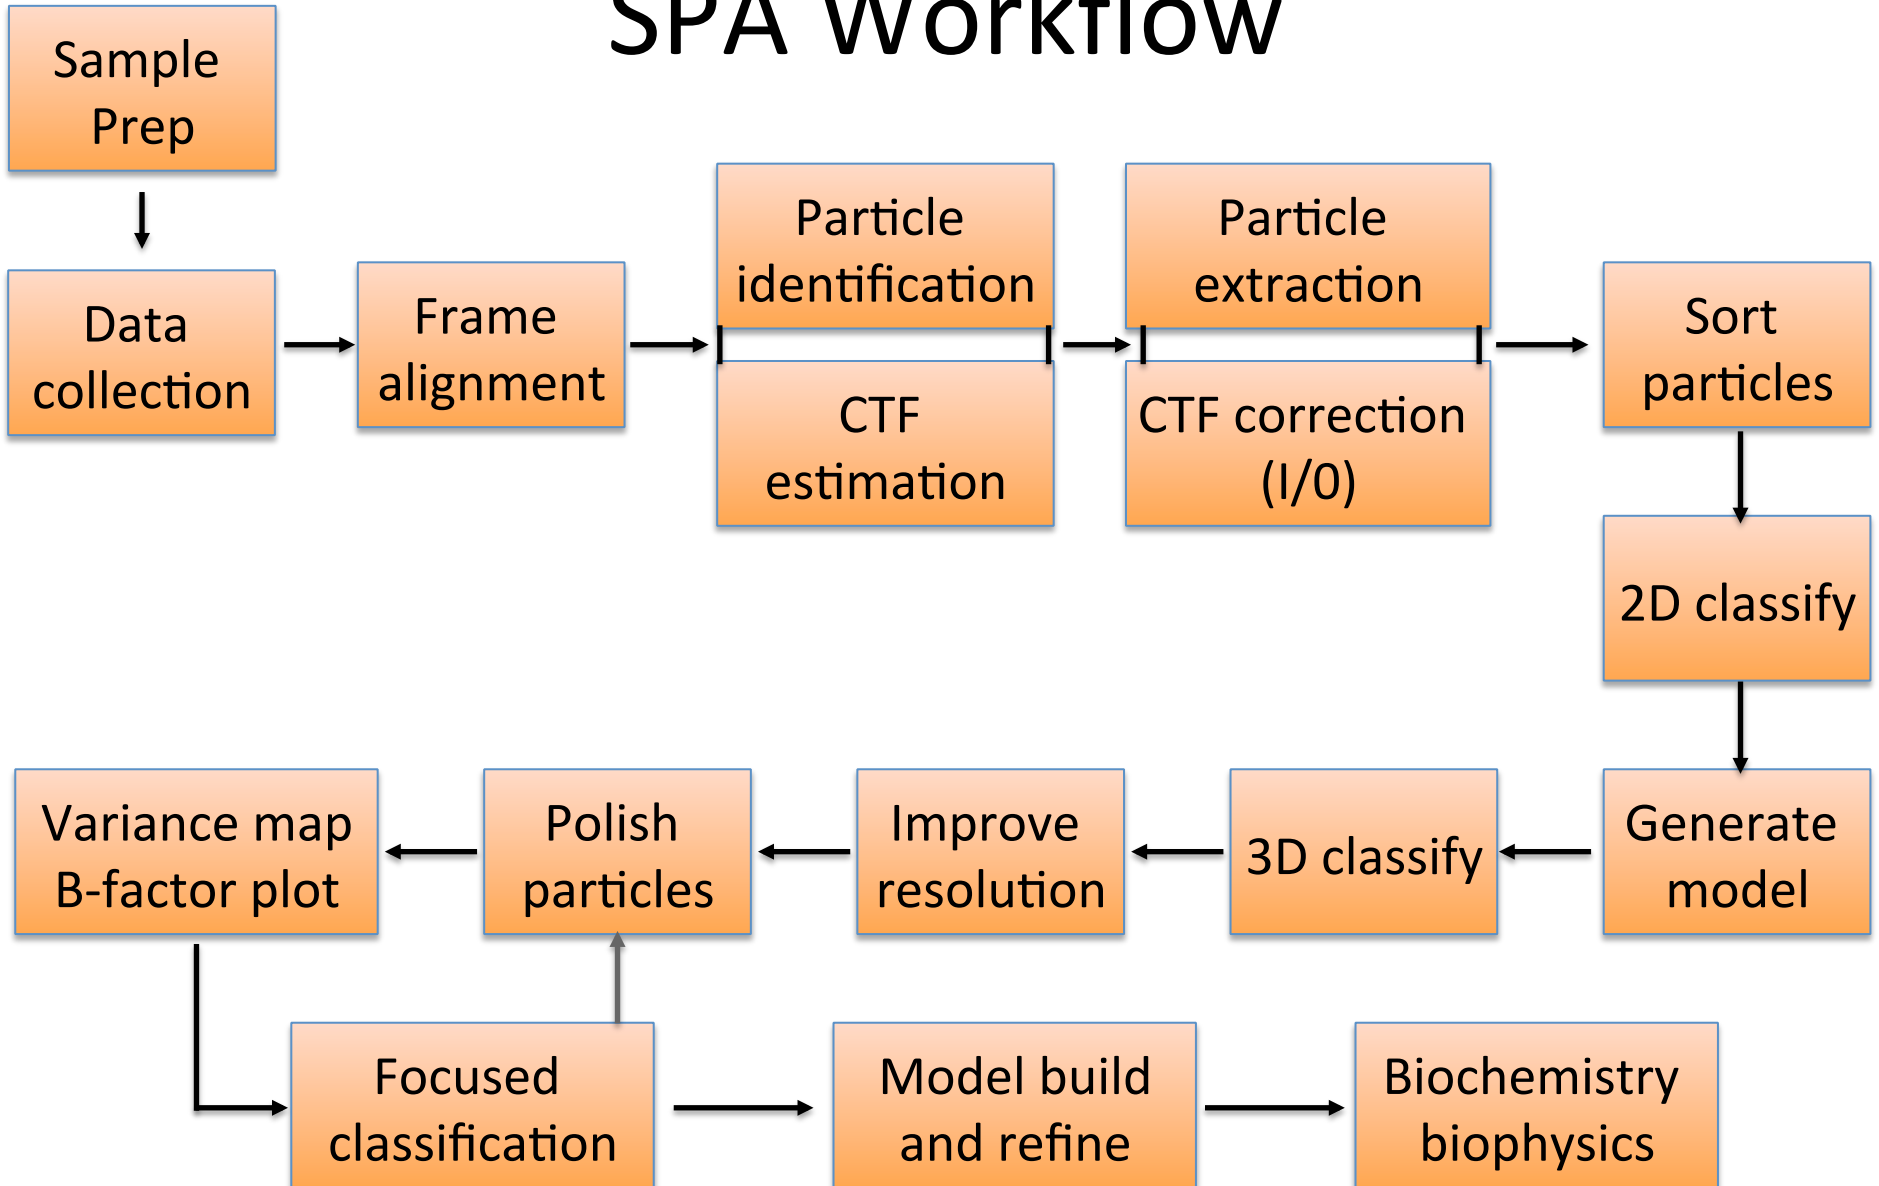 SPA Workflow
Sample
Prep
Data
collection
Frame
alignment
Particle
identification
CTF
estimation
Particle
extraction
CTF correction
(I/0)
Sort
particles
2D classify
Generate
model
3D classify
Improve
resolution
Polish
particles
Variance map
B-factor plot
Focused
classification
Model build
and refine
Biochemistry
biophysics